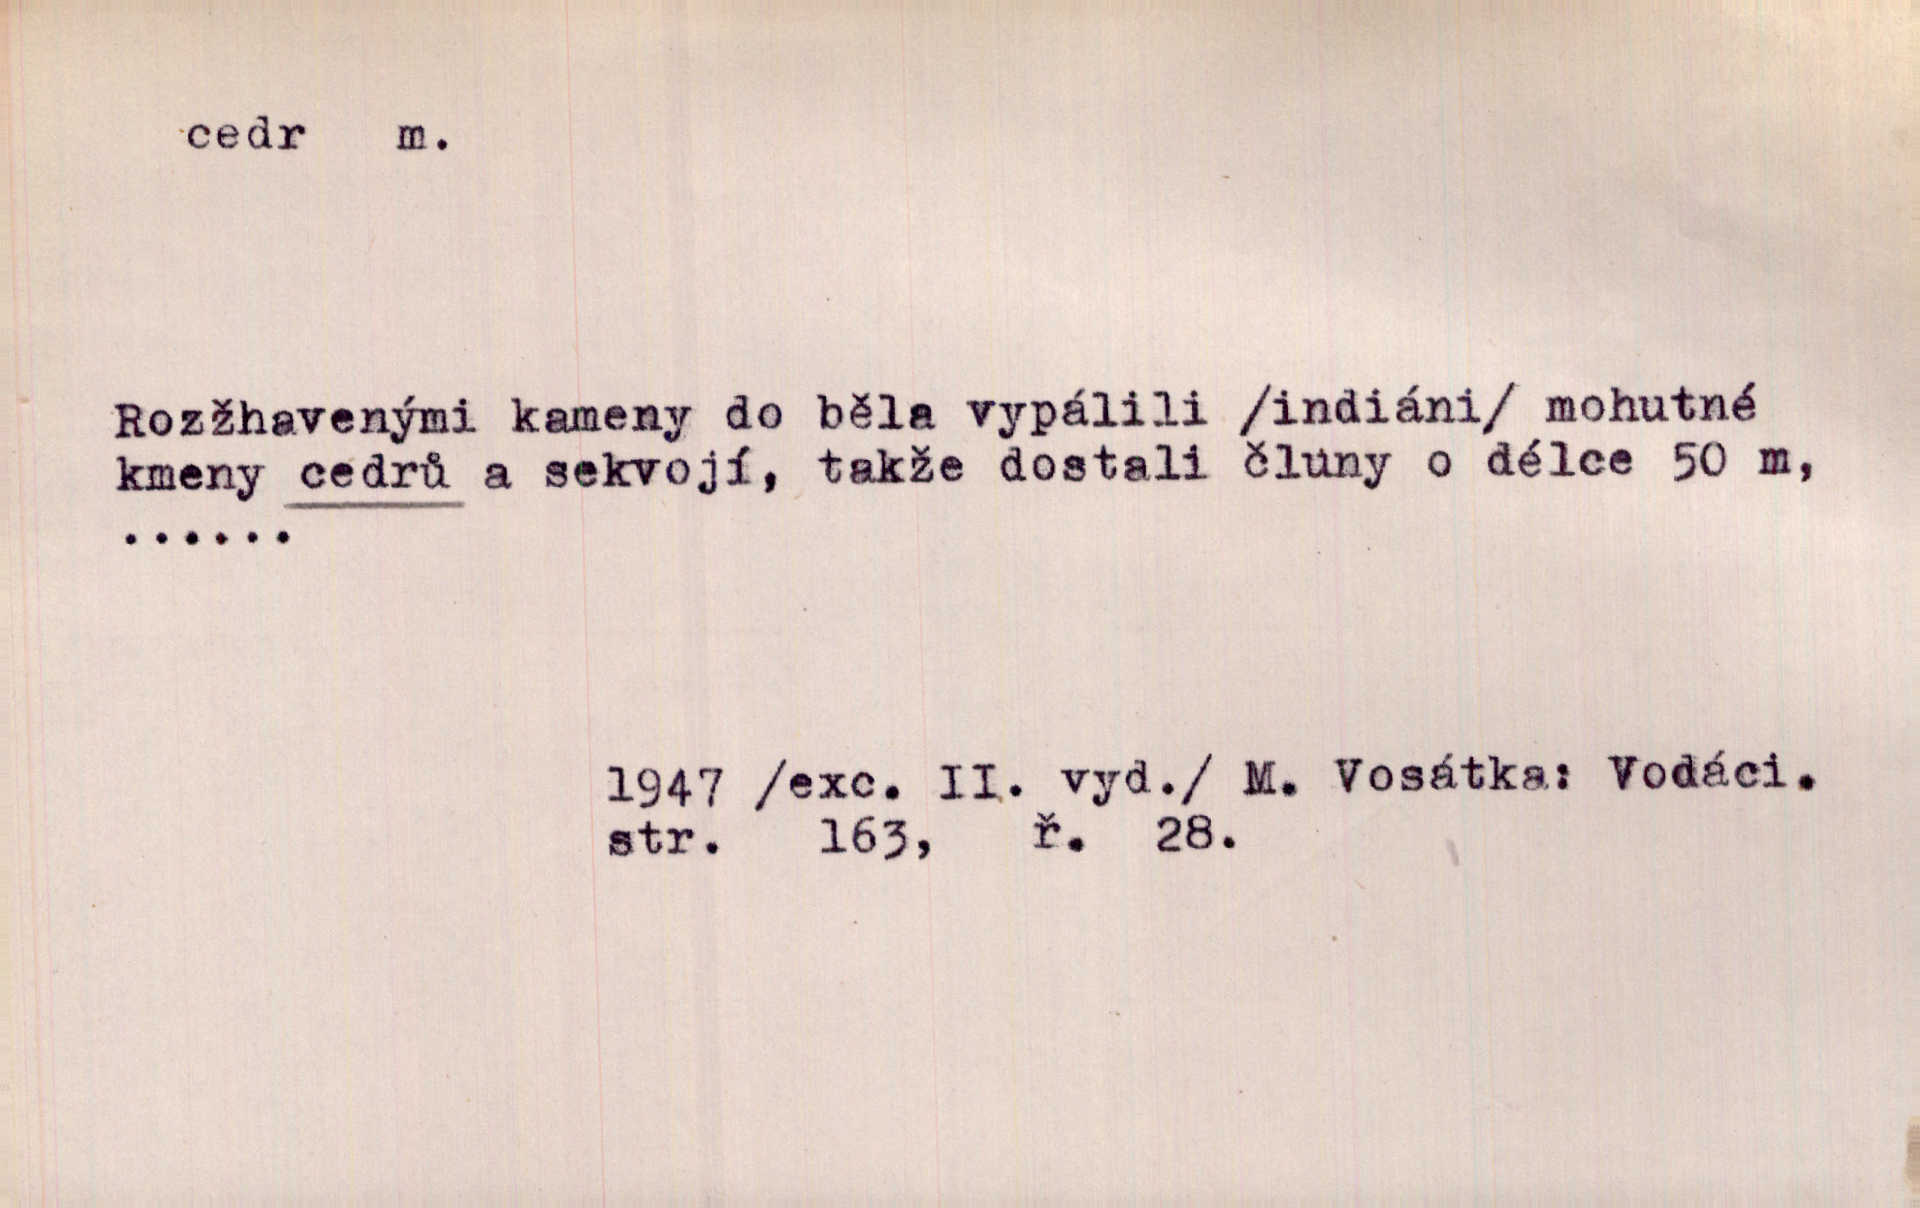 cedr m.
Rozžhavenými kameny do běla vypálili /indiáni/ mohutné
kmeny cedrů a sekvojí, takže dostali čluny o délce 50 m,
......
1947 /exc. II. vyd./ M. Vosátka: Vodáci.
str. 163, ř. 28.